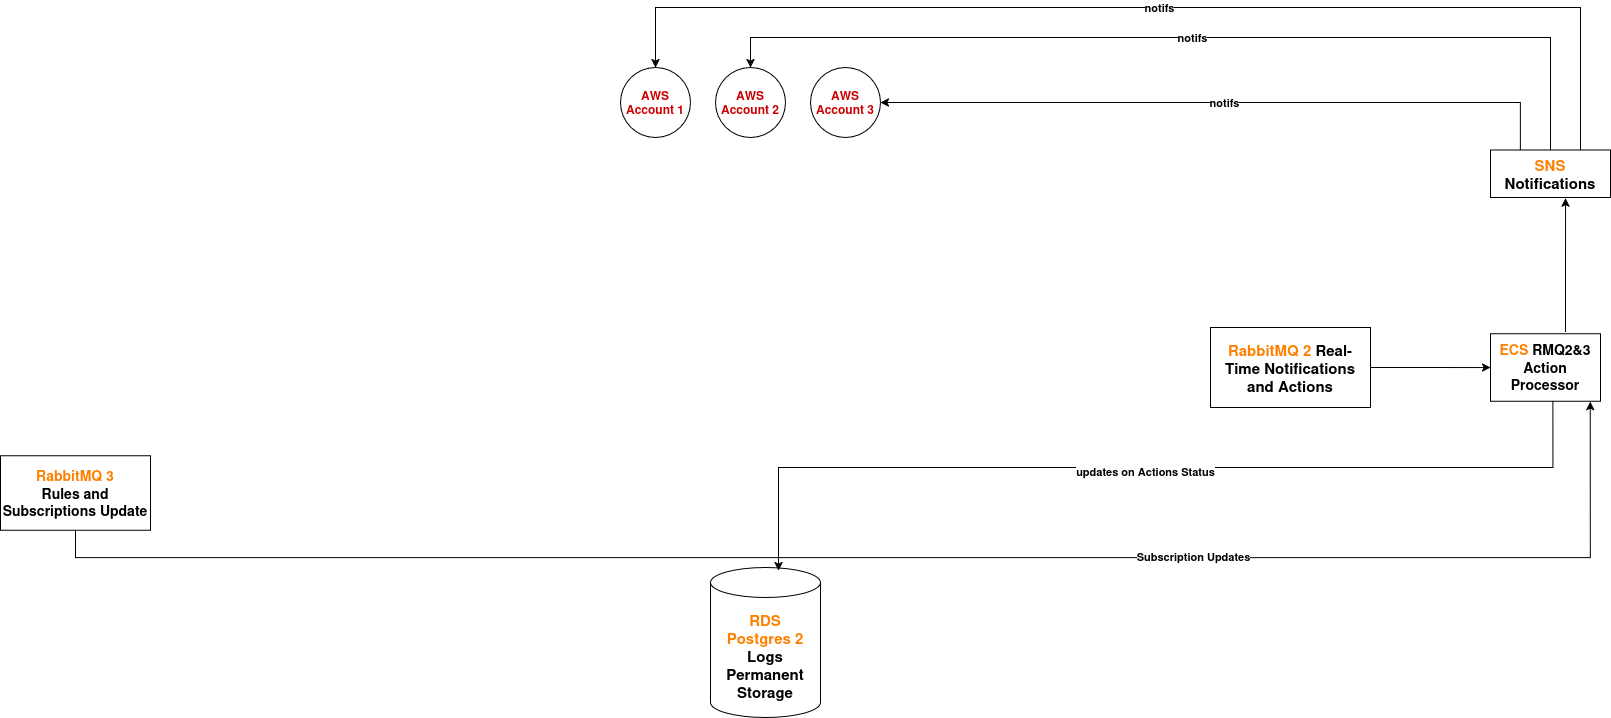 notifs
notifs
AWS
Account 1
AWS
Account 2
AWS
Account 3
notifs
SNS
Notifications
RabbitMQ 2 Real-
Time Notifications
and Actions
ECS RMQ2&3
Action
Processor
updates on Actions Status
RabbitMQ 3
Rules and
Subscriptions Update
Subscription Updates
RDS
Postgres 2
Logs
Permanent
Storage